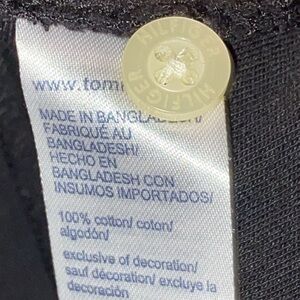 HILFIGER HILFIGER
www.tomm
MADE IN BANGLADESH/
FABRIQUÉ AU
BANGLADESH/
HECHO EN
BANGLADESH CON
INSUMOS IMPORTADOS/
100% cotton/ coton/
algodón/
exclusive of decoration/
sauf décoration/ excluye la
decoración